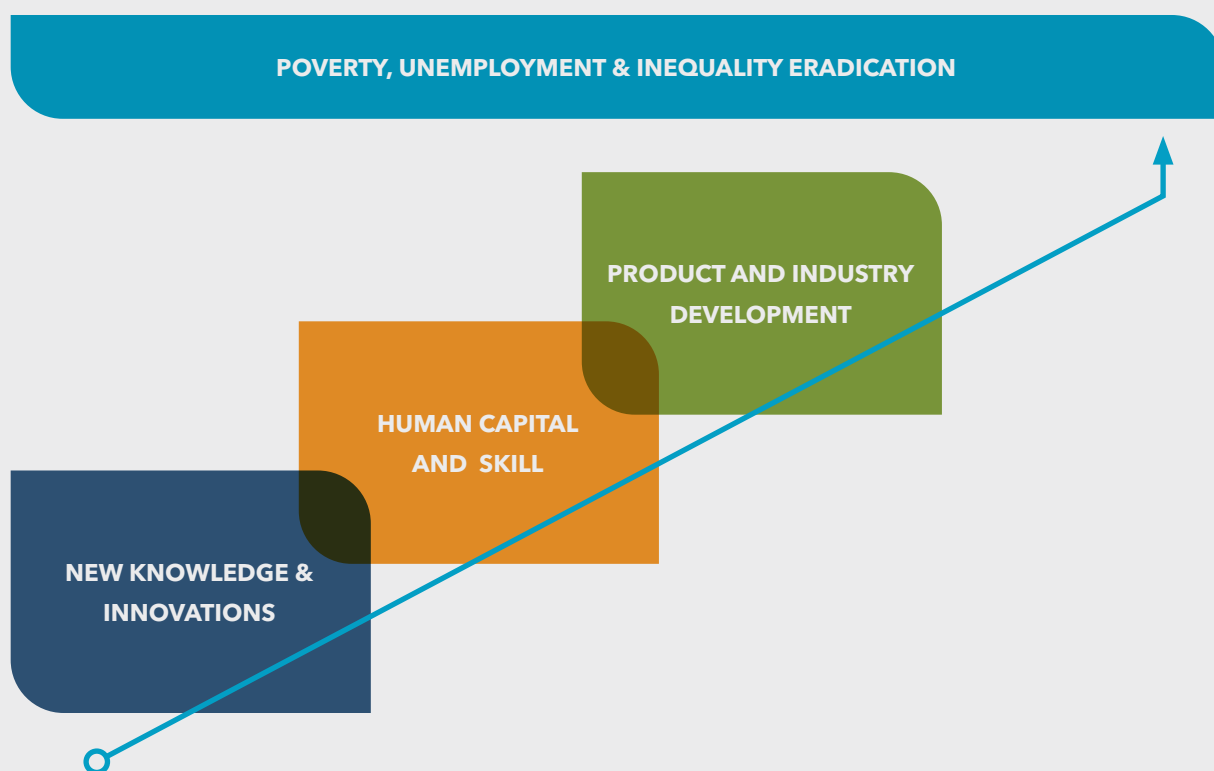 POVERTY, UNEMPLOYMENT & INEQUALITY ERADICATION
PRODUCT AND INDUSTRY
DEVELOPMENT
HUMAN CAPITAL
AND SKILL
NEW KNOWLEDGE &
INNOVATIONS